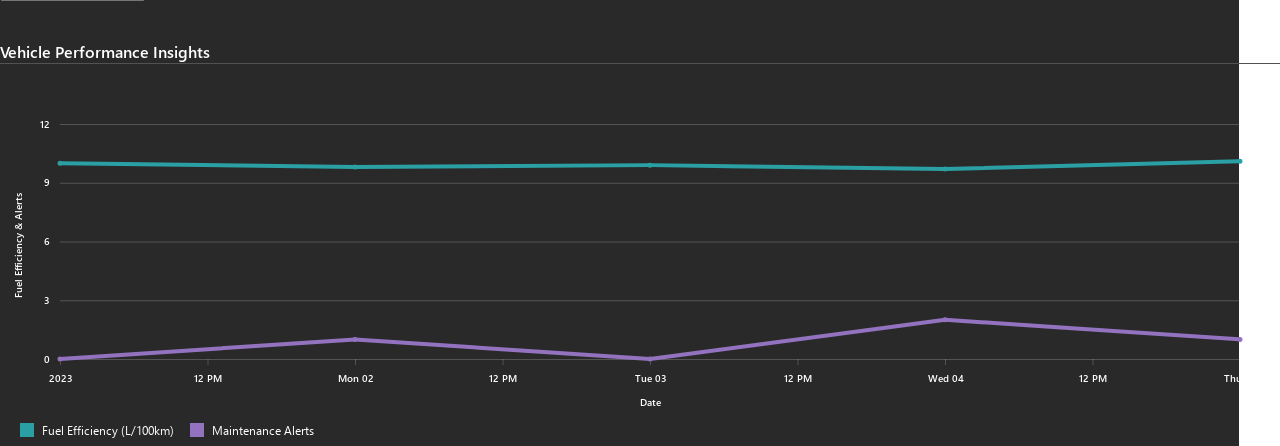 Vehicle Performance Insights
12
9
6
3
0
Fuel Efficiency & Alerts
2023 12 PM Mon 02 12 PM Tue 03 12 PM Wed 04 12 PM Thu
Date
Fuel Efficiency (L/100km) Maintenance Alerts